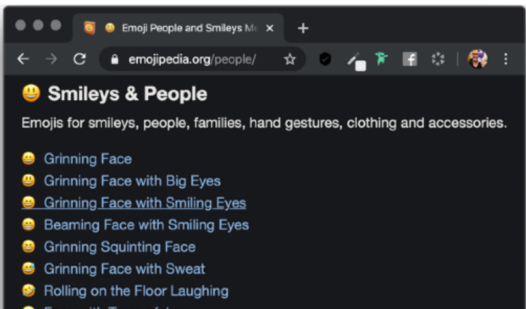 Emoji People and Smileys M
emojipedia.org/people/
😃 Smileys & People
Emojis for smileys, people, families, hand gestures, clothing and accessories.
😀 Grinning Face
😃 Grinning Face with Big Eyes
😄 Grinning Face with Smiling Eyes
😁 Beaming Face with Smiling Eyes
😆 Grinning Squinting Face
😅 Grinning Face with Sweat
🤣 Rolling on the Floor Laughing